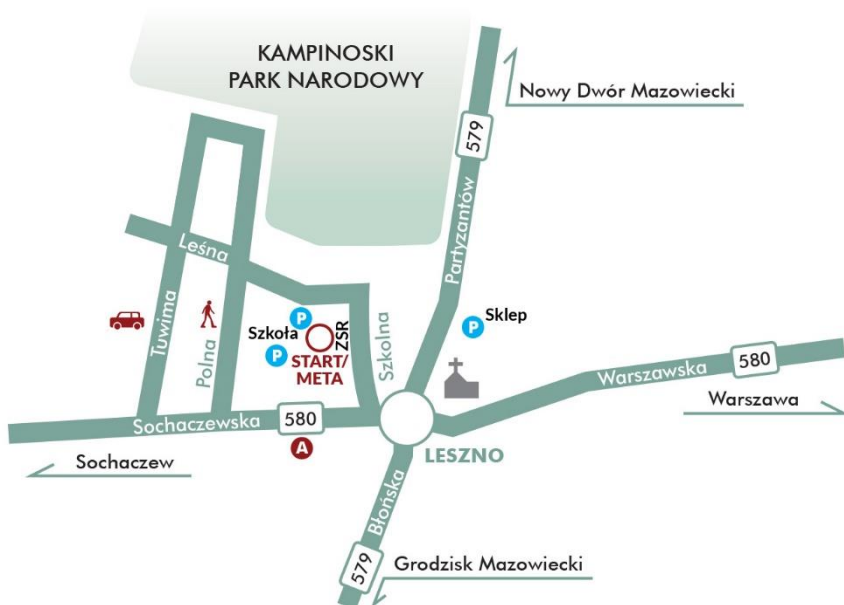 KAMPINOSKI
PARK NARODOWY
Nowy Dwór Mazowiecki
579
Partyzantów
Leśna
Tuwima
Polna
Szkoła
P
P
ZSR
START/
META
Szkolna
P
Sklep
Warszawska
580
Warszawa
Sochaczewska
580
A
Sochaczew
LESZNO
Błońska
579
Grodzisk Mazowiecki